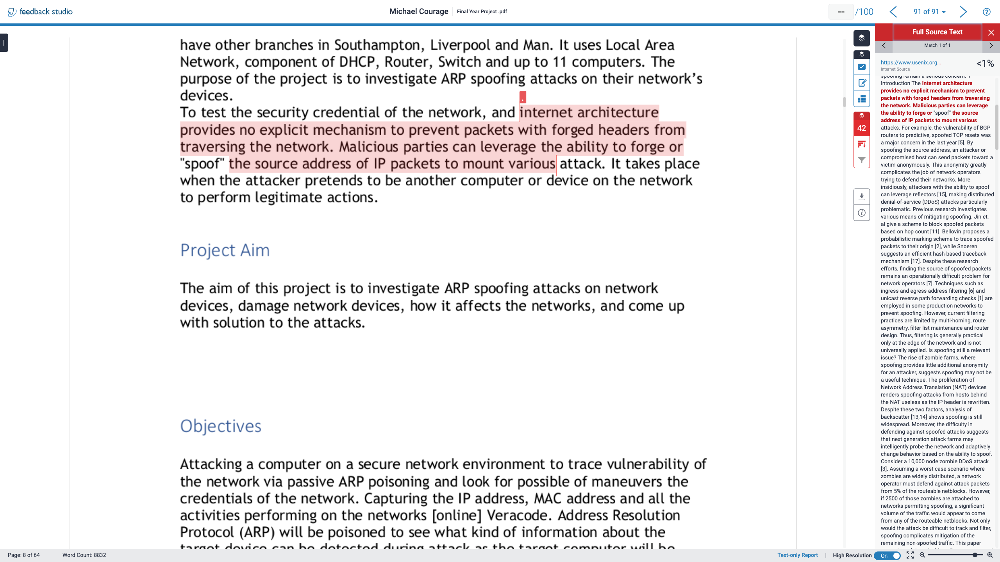 feedback studio
Michael Courage
Final Year Project .pdf
--
/100
91 of 91
have other branches in Southampton, Liverpool and Man. It uses Local Area
Network, component of DHCP, Router, Switch and up to 11 computers. The
purpose of the project is to investigate ARP spoofing attacks on their network's
devices.
To test the security credential of the network, and internet architecture
provides no explicit mechanism to prevent packets with forged headers from
traversing the network. Malicious parties can leverage the ability to forge or
"spoof" the source address of IP packets to mount various attack. It takes place
when the attacker pretends to be another computer or device on the network
to perform legitimate actions.
Project Aim
The aim of this project is to investigate ARP spoofing attacks on network
devices, damage network devices, how it affects the networks, and come up
with solution to the attacks.
Objectives
Attacking a computer on a secure network environment to trace vulnerability of
the network via passive ARP poisoning and look for possible of maneuvers the
credentials of the network. Capturing the IP address, MAC address and all the
activities performing on the networks [online] Veracode. Address Resolution
Protocol (ARP) will be poisoned to see what kind of information about the
target device can be detected during attack as the target computer will be
42
Full Source Text
Match 1 of 1
https://www.usenix.org...
<1%
Internet Source
spoofing remain a serious concern. 1
Introduction The Internet architecture
provides no explicit mechanism to prevent
packets with forged headers from traversing
the network. Malicious parties can leverage
the ability to forge or "spoof" the source
address of IP packets to mount various
attacks. For example, the vulnerability of BGP
routers to predictive, spoofed TCP resets was
a major concern in the last year [5]. By
spoofing the source address, an attacker or
compromised host can send packets toward a
victim anonymously. This anonymity greatly
complicates the job of network operators
trying to defend their networks. More
insidiously, attackers with the ability to spoof
can leverage reflectors [15], making distributed
denial-of-service (DDoS) attacks particularly
problematic. Previous research investigates
various means of mitigating spoofing. Jin et.
al give a scheme to block spoofed packets
based on hop count [11]. Bellovin proposes a
probabilistic marking scheme to trace spoofed
packets to their origin [2], while Snoeren
suggests an efficient hash-based traceback
mechanism [17]. Despite these research
efforts, finding the source of spoofed packets
remains an operationally difficult problem for
network operators [7]. Techniques such as
ingress and egress address filtering [6] and
unicast reverse path forwarding checks [1] are
employed in some production networks to
prevent spoofing. However, current filtering
practices are limited by multi-homing, route
asymmetry, filter list maintenance and router
design. Thus, filtering is generally practical
only at the edge of the network and is not
universally applied. Is spoofing still a relevant
issue? The rise of zombie farms, where
spoofing provides little additional anonymity
for an attacker, suggests spoofing may not be
a useful technique. The proliferation of
Network Address Translation (NAT) devices
renders spoofing attacks from hosts behind
the NAT useless as the IP header is rewritten.
Despite these two factors, analysis of
backscatter [13,14] shows spoofing is still
widespread. Moreover, the difficulty in
defending against spoofed attacks suggests
that next generation attack farms may
intelligently probe the network and adaptively
change behavior based on the ability to spoof.
Consider a 10,000 node zombie DDoS attack
[3]. Assuming a worst case scenario where
zombies are widely distributed, a network
operator must defend against attack packets
from 5% of the routeable netblocks. However,
if 2500 of those zombies are attached to
networks permitting spoofing, a significant
volume of the traffic would appear to come
from any of the routeable netblocks. Not only
would the attack be difficult to track and filter,
spoofing complicates mitigation of the
remaining non-spoofed traffic. This paper
Page: 8 of 64
Word Count: 8832
Text-only Report
High Resolution
On